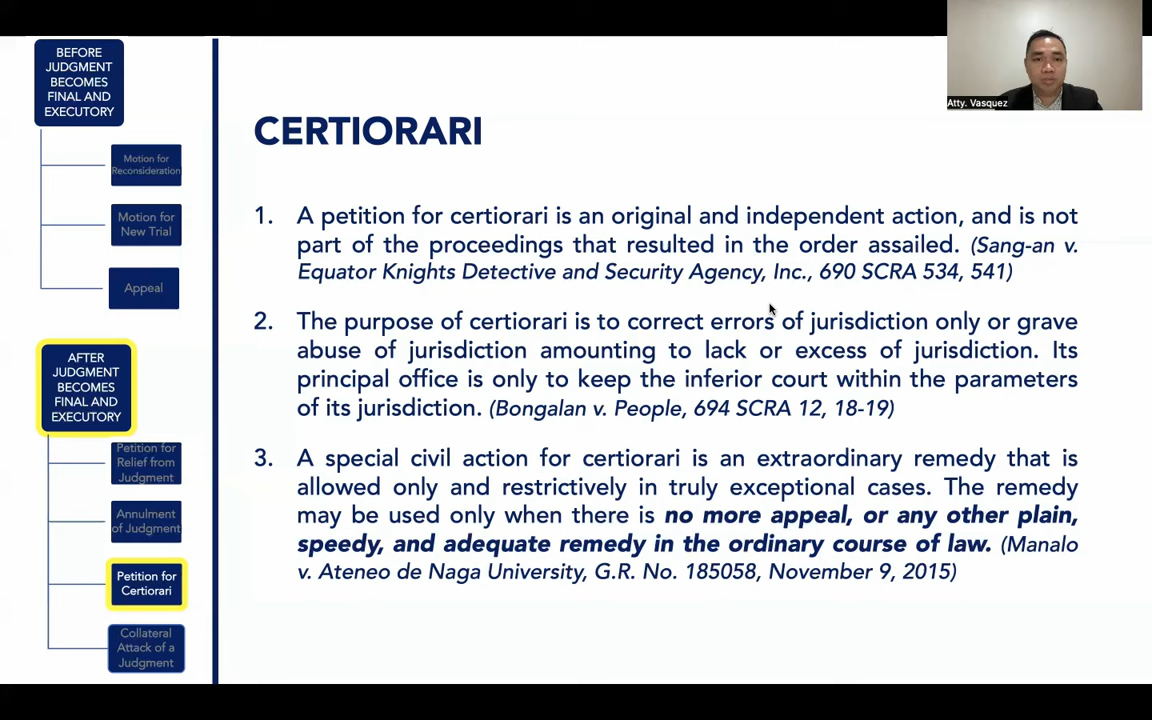 BEFORE
JUDGMENT
BECOMES
FINAL AND
EXECUTORY
Motion for
Reconsideration
Motion for
New Trial
Appeal
AFTER
JUDGMENT
BECOMES
FINAL AND
EXECUTORY
Petition for
Relief from
Judgment
Annulment
of Judgment
Petition for
Certiorari
Collateral
Attack of a
Judgment
Atty. Vasquez
CERTIORARI
1. A petition for certiorari is an original and independent action, and is not
part of the proceedings that resulted in the order assailed. (Sang-an v.
Equator Knights Detective and Security Agency, Inc., 690 SCRA 534, 541)
2. The purpose of certiorari is to correct errors of jurisdiction only or grave
abuse of jurisdiction amounting to lack or excess of jurisdiction. Its
principal office is only to keep the inferior court within the parameters
of its jurisdiction. (Bongalan v. People, 694 SCRA 12, 18-19)
3. A special civil action for certiorari is an extraordinary remedy that is
allowed only and restrictively in truly exceptional cases. The remedy
may be used only when there is no more appeal, or any other plain,
speedy, and adequate remedy in the ordinary course of law. (Manalo
v. Ateneo de Naga University, G.R. No. 185058, November 9, 2015)